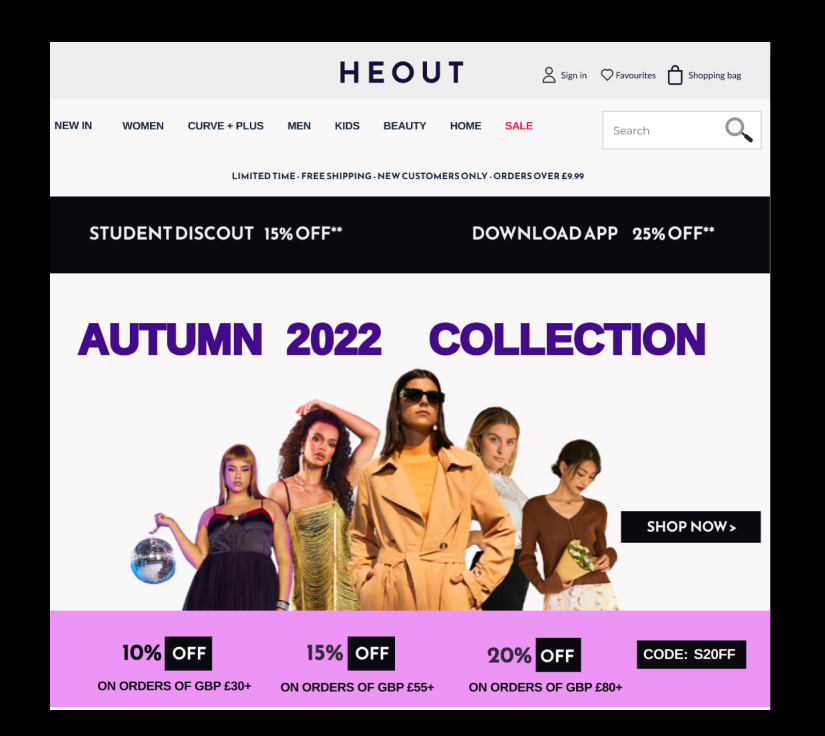 HEOUT
Sign in Favourites Shopping bag
NEW IN WOMEN CURVE + PLUS MEN KIDS BEAUTY HOME SALE
Search
LIMITED TIME - FREE SHIPPING - NEW CUSTOMERS ONLY - ORDERS OVER £9.99
STUDENT DISCOUT 15% OFF** DOWNLOAD APP 25% OFF**
AUTUMN 2022 COLLECTION
SHOP NOW >
10% OFF 15% OFF 20% OFF CODE: S20FF
ON ORDERS OF GBP £30+ ON ORDERS OF GBP £55+ ON ORDERS OF GBP £80+